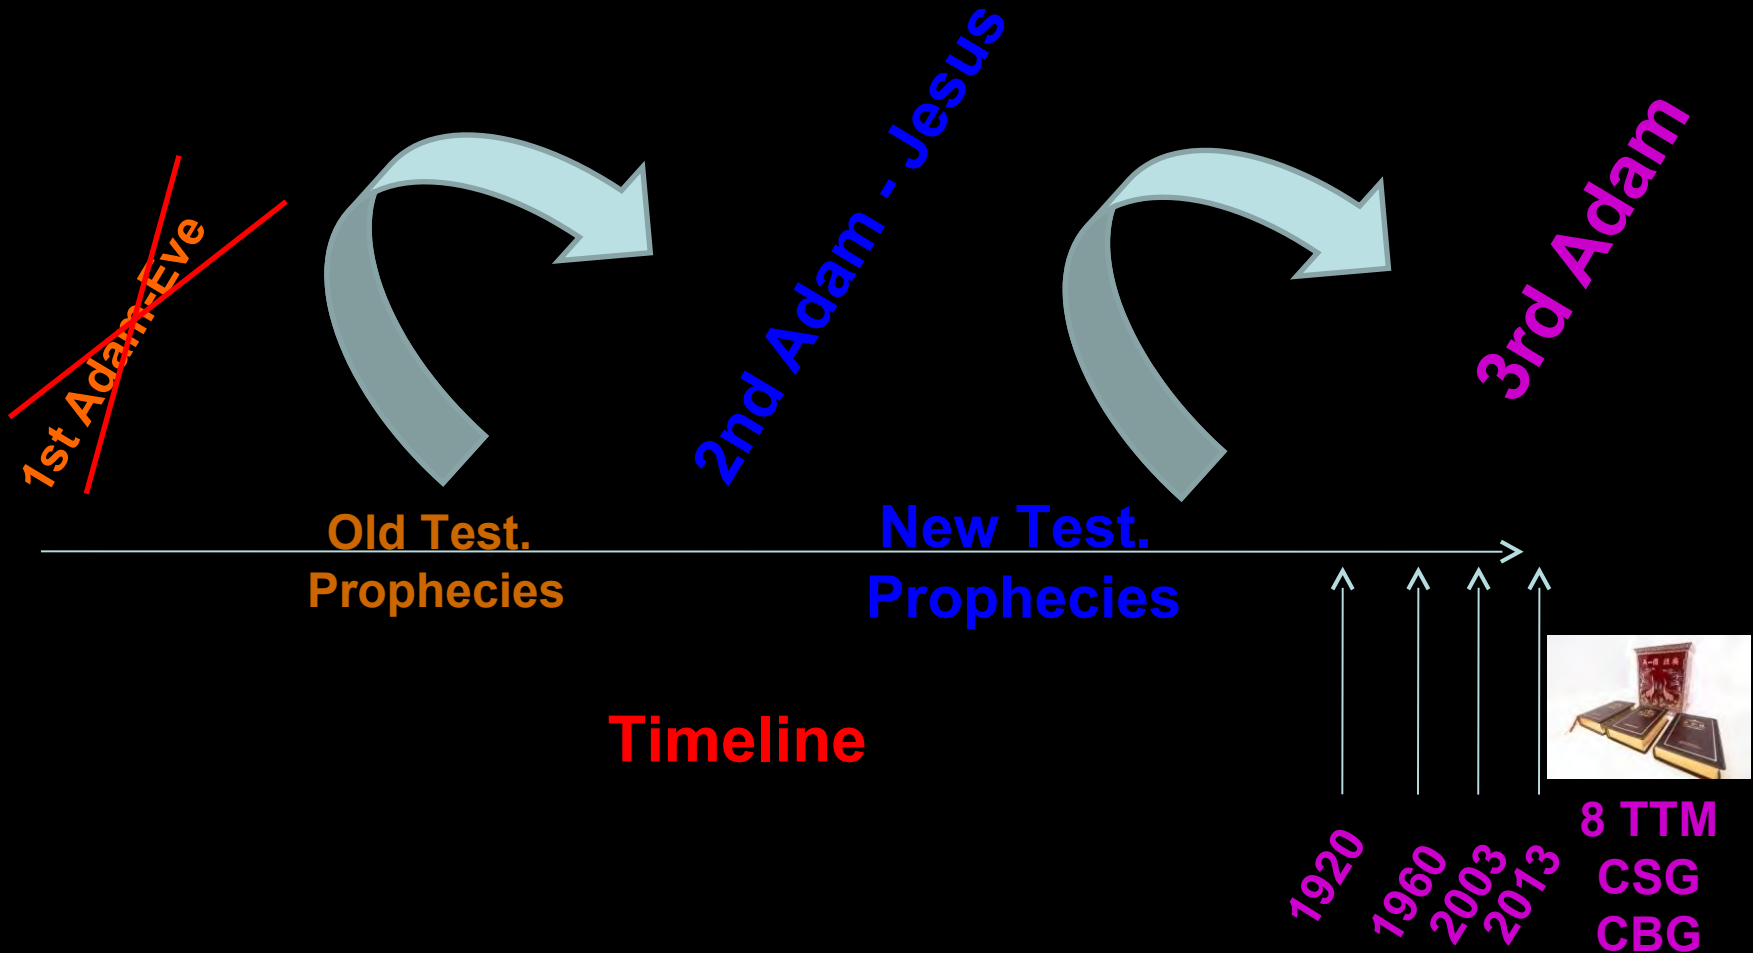 1st Adam-Eve
2nd Adam - Jesus
3rd Adam
Old Test.
Prophecies
New Test.
Prophecies
Timeline
1920
1960
2003
2013
8 TTM
CSG
CBG